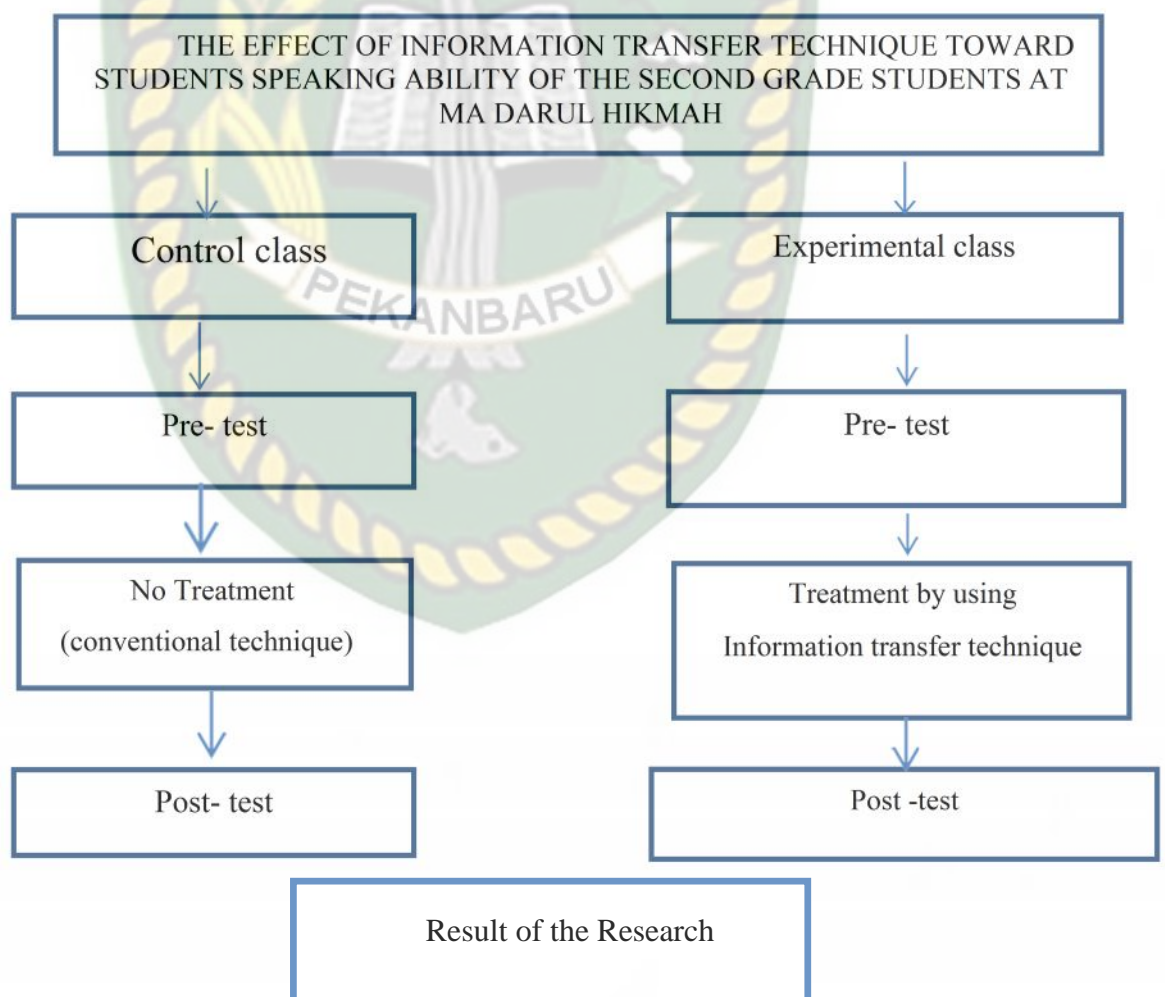 THE EFFECT OF INFORMATION TRANSFER TECHNIQUE TOWARD
STUDENTS SPEAKING ABILITY OF THE SECOND GRADE STUDENTS AT
MA DARUL HIKMAH
Control class
Experimental class
PEKANBARU
Pre- test
Pre- test
No Treatment
(conventional technique)
Treatment by using
Information transfer technique
Post- test
Post -test
Result of the Research